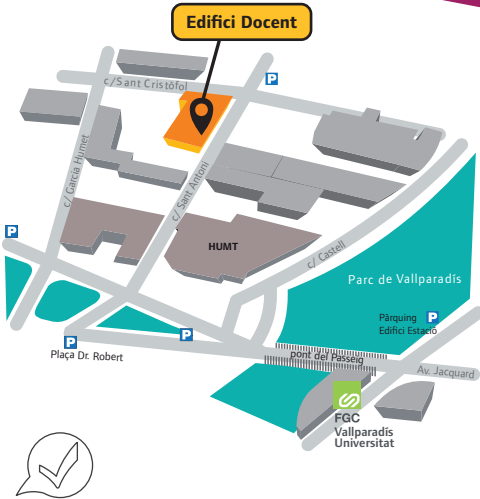 Edifici Docent
P
c/Sant Cristòfol
c/ Garcia Humet
c/ Sant Antoni
P
HUMT
c/ Castell
Parc de Vallparadís
Pàrquing P
Edifici Estació
P
P
Plaça Dr. Robert
pont del Passeig
Av. Jacquard
FGC
Vallparadís
Universitat